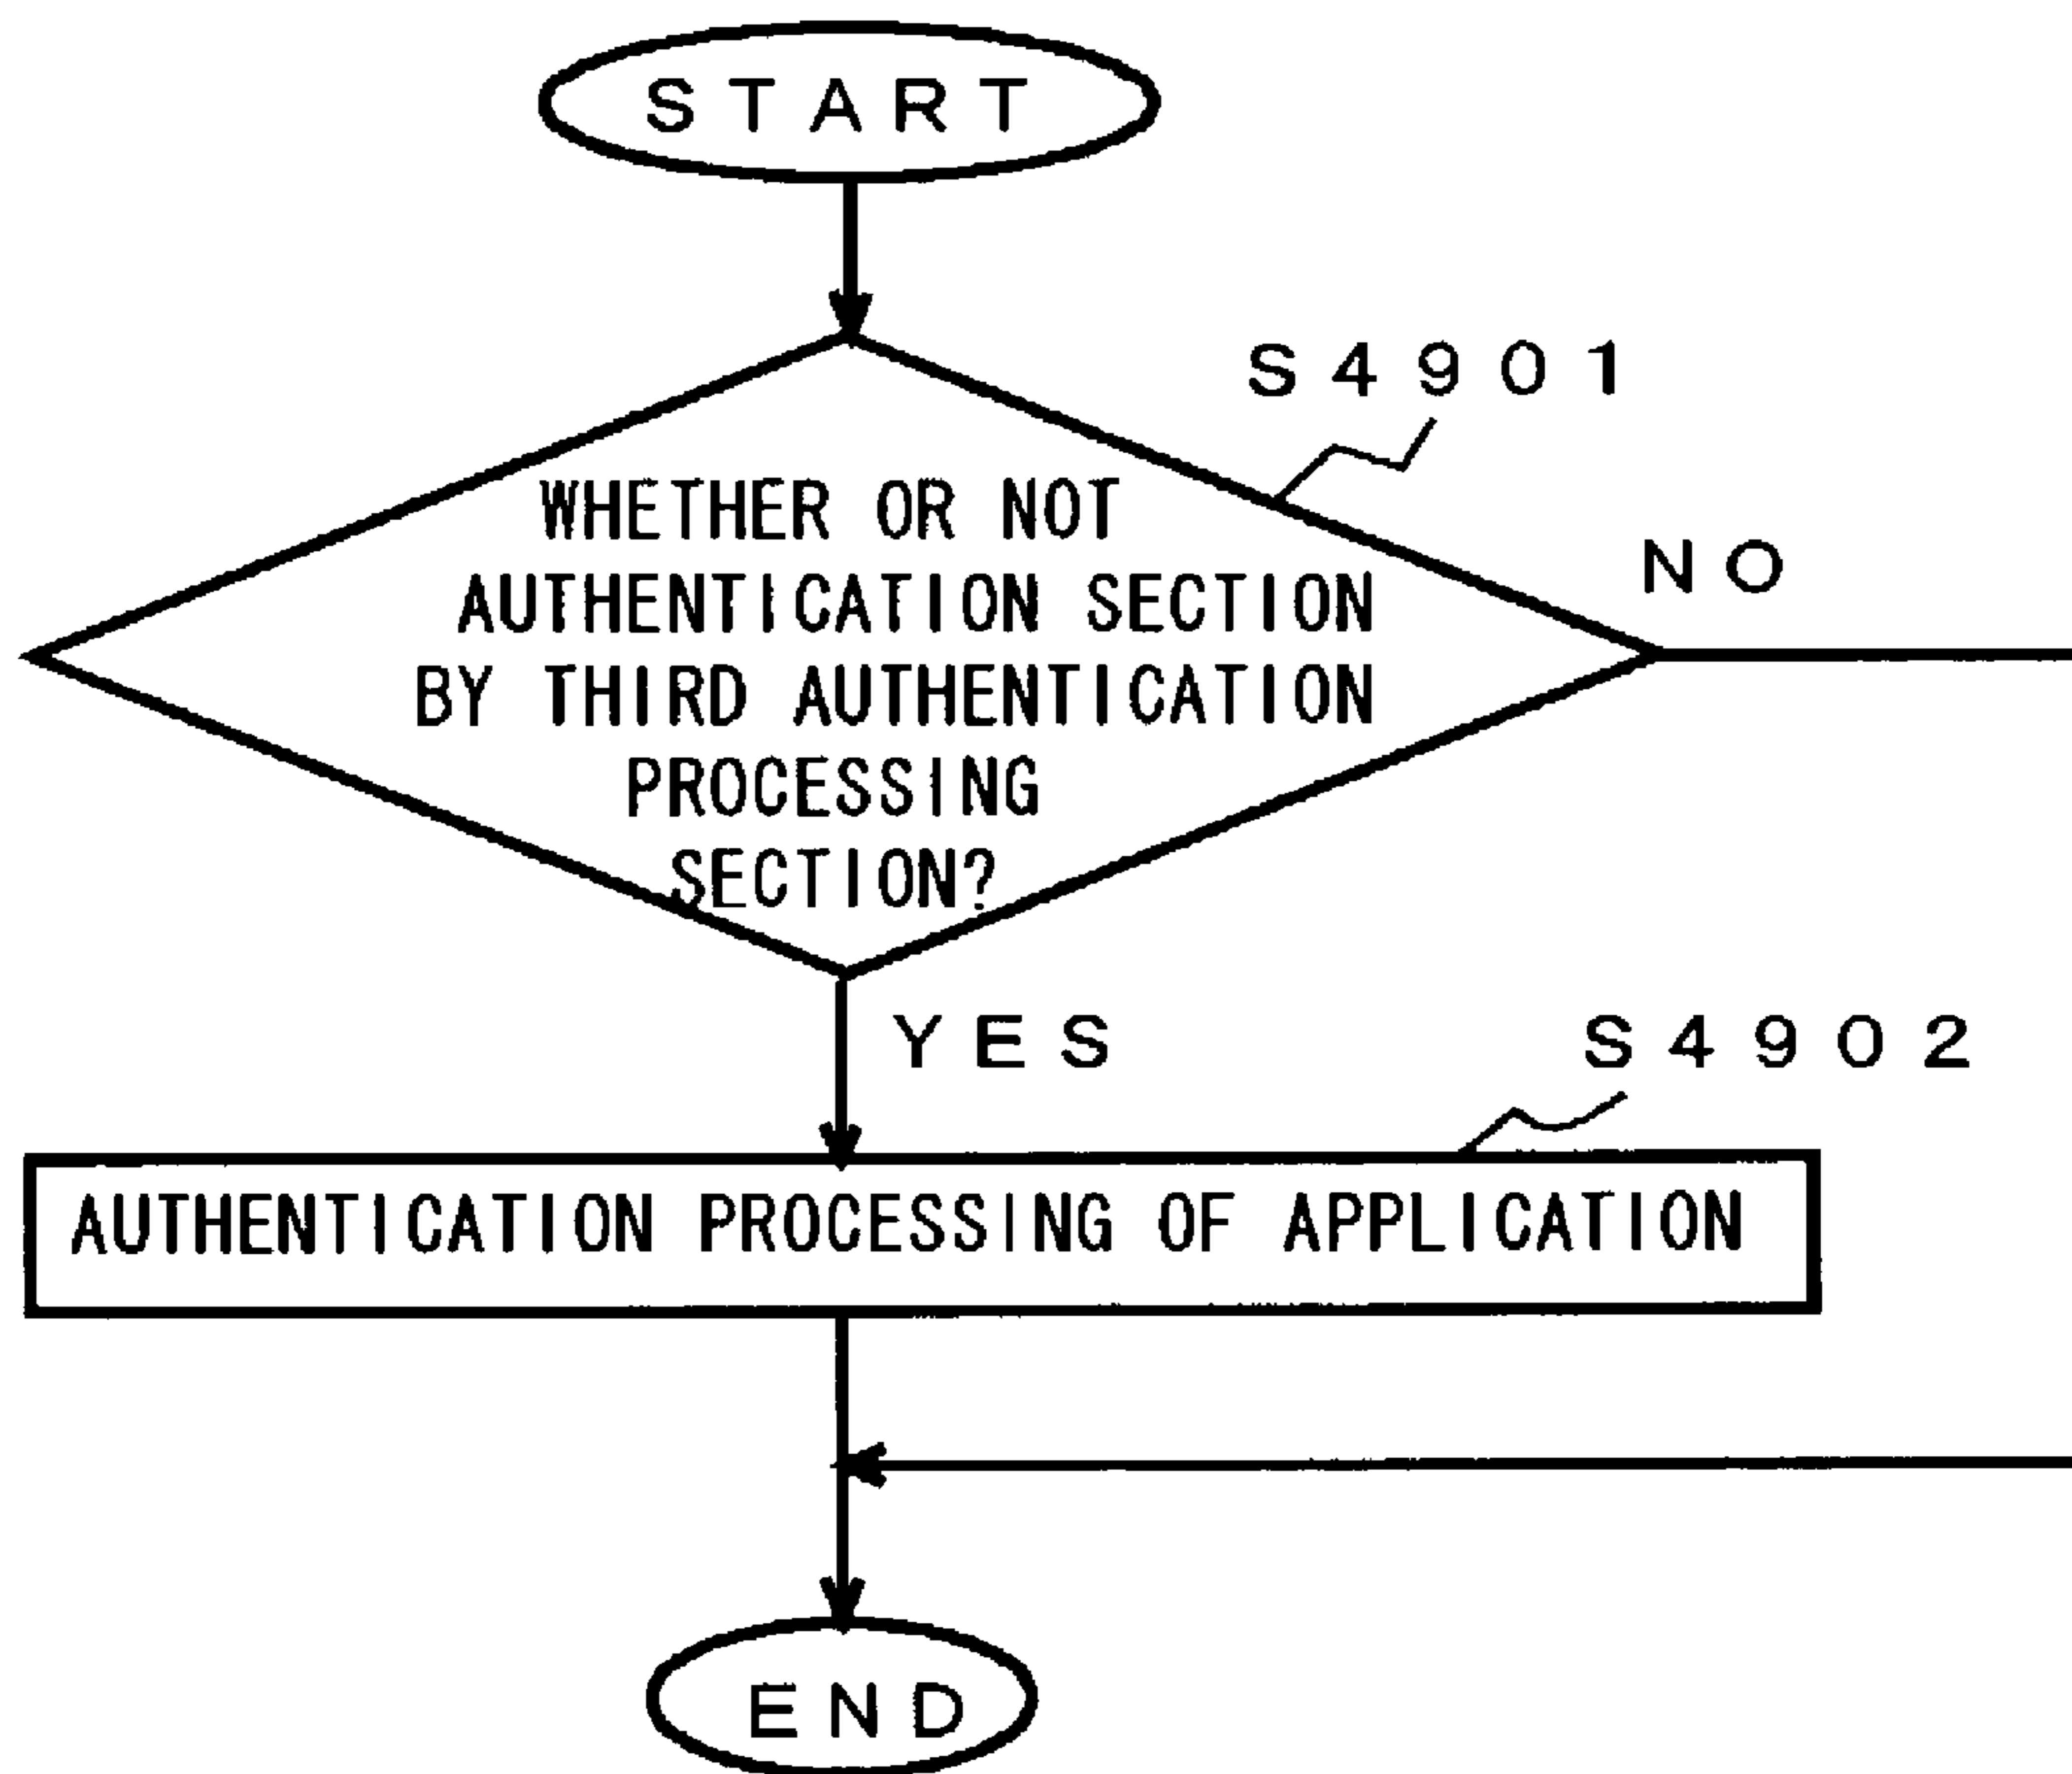 START
S4901
WHETHER OR NOT
AUTHENTICATION SECTION
BY THIRD AUTHENTICATION
PROCESSING
SECTION?
NO
YES
S4902
AUTHENTICATION PROCESSING OF APPLICATION
END